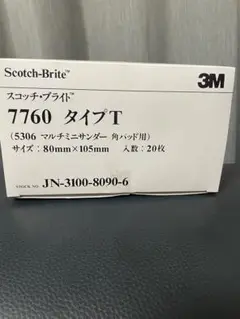 Scotch-Brite™
3M
スコッチ・ブライト™
7760 タイプT
(5306 マルチミニサンダー 角パッド用)
サイズ：80mm×105mm 入数：20枚
STOCK NO. JN-3100-8090-6